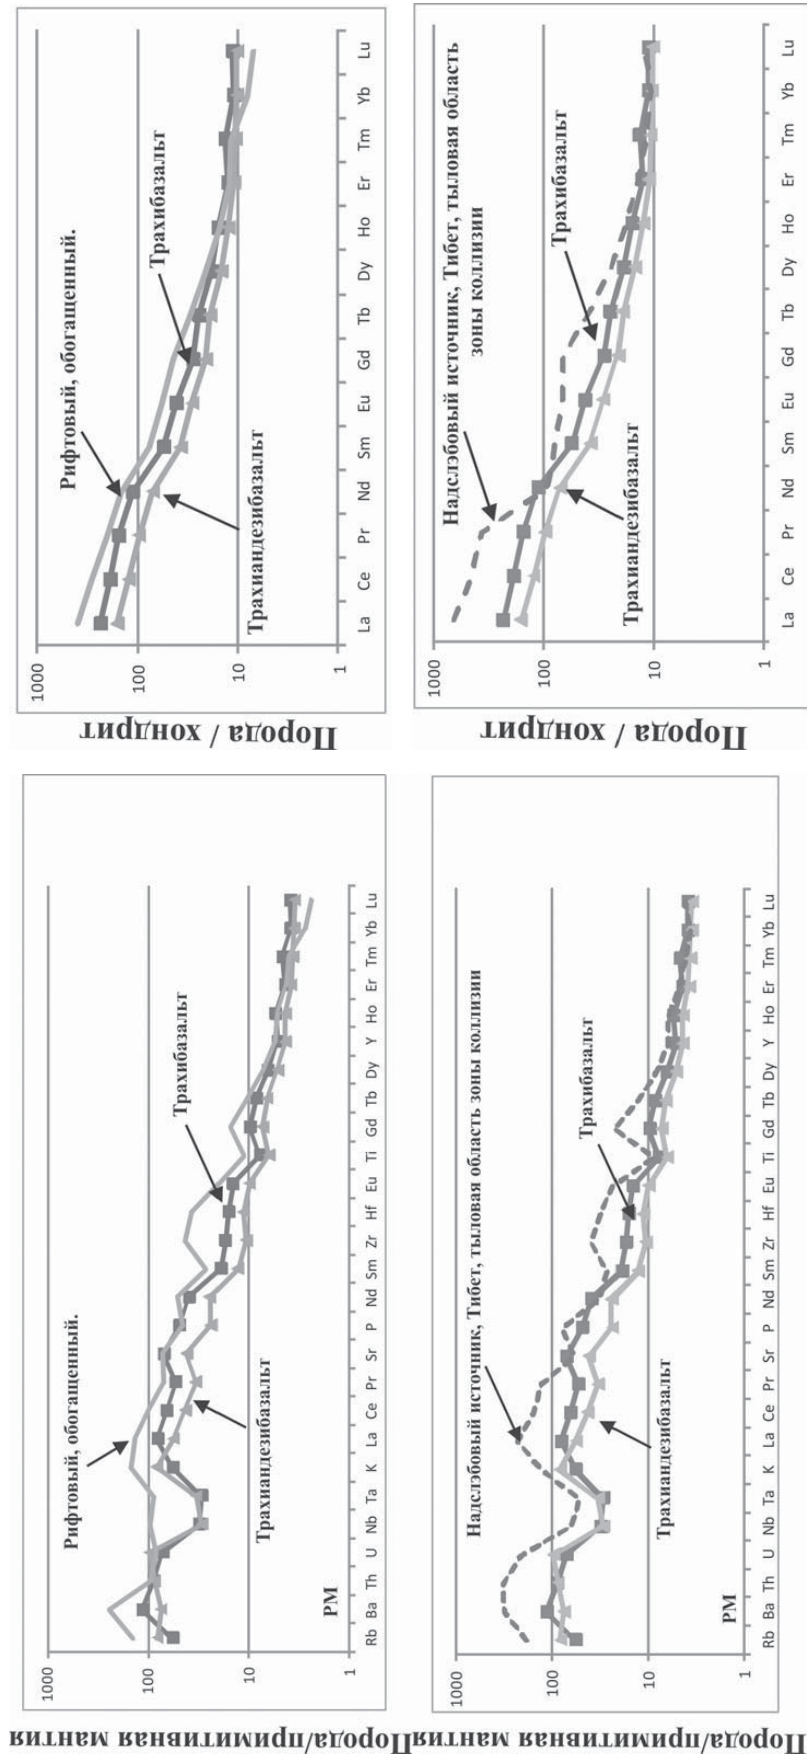 Порода/примитивная мантия
1000
100
10
1
Рифтовый, обогащенный.
Трахибазальт
Трахиандезибазальт
PM
Rb Ba Th U Nb Ta K La Ce Pr Sr P Nd Sm Zr Hf Eu Ti Gd Tb Dy Y Ho Er Tm Yb Lu
Порода / хондрит
1000
100
10
1
Рифтовый, обогащенный.
Трахибазальт
Трахиандезибазальт
La Ce Pr Nd Sm Eu Gd Tb Dy Ho Er Tm Yb Lu
Порода/примитивная мантия
1000
100
10
1
Надслэбовый источник, Тибет, тыловая область зоны коллизии
Трахибазальт
Трахиандезибазальт
PM
Rb Ba Th U Nb Ta K La Ce Pr Sr P Nd Sm Zr Hf Eu Ti Gd Tb Dy Y Ho Er Tm Yb Lu
Порода / хондрит
1000
100
10
1
Надслэбовый источник, Тибет, тыловая область
зоны коллизии
Трахибазальт
Трахиандезибазальт
La Ce Pr Nd Sm Eu Gd Tb Dy Ho Er Tm Yb Lu